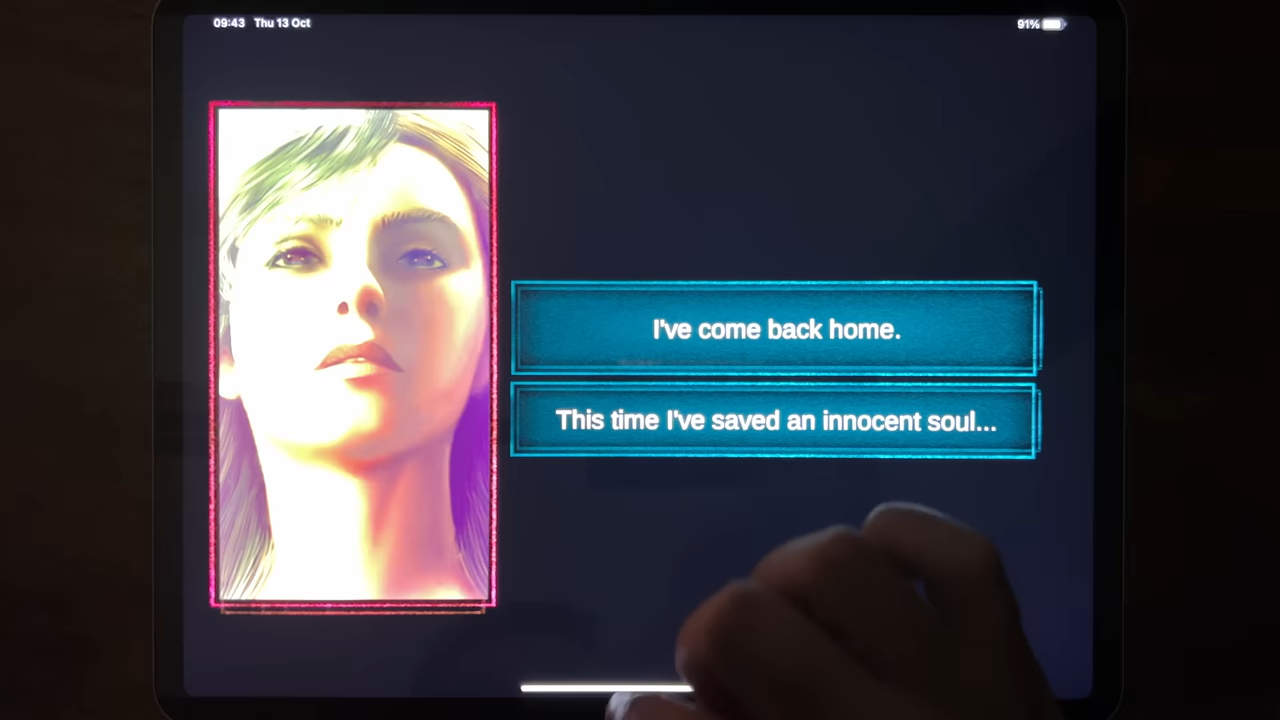 09:43 Thu 13 Oct
91%
I've come back home.
This time I've saved an innocent soul...